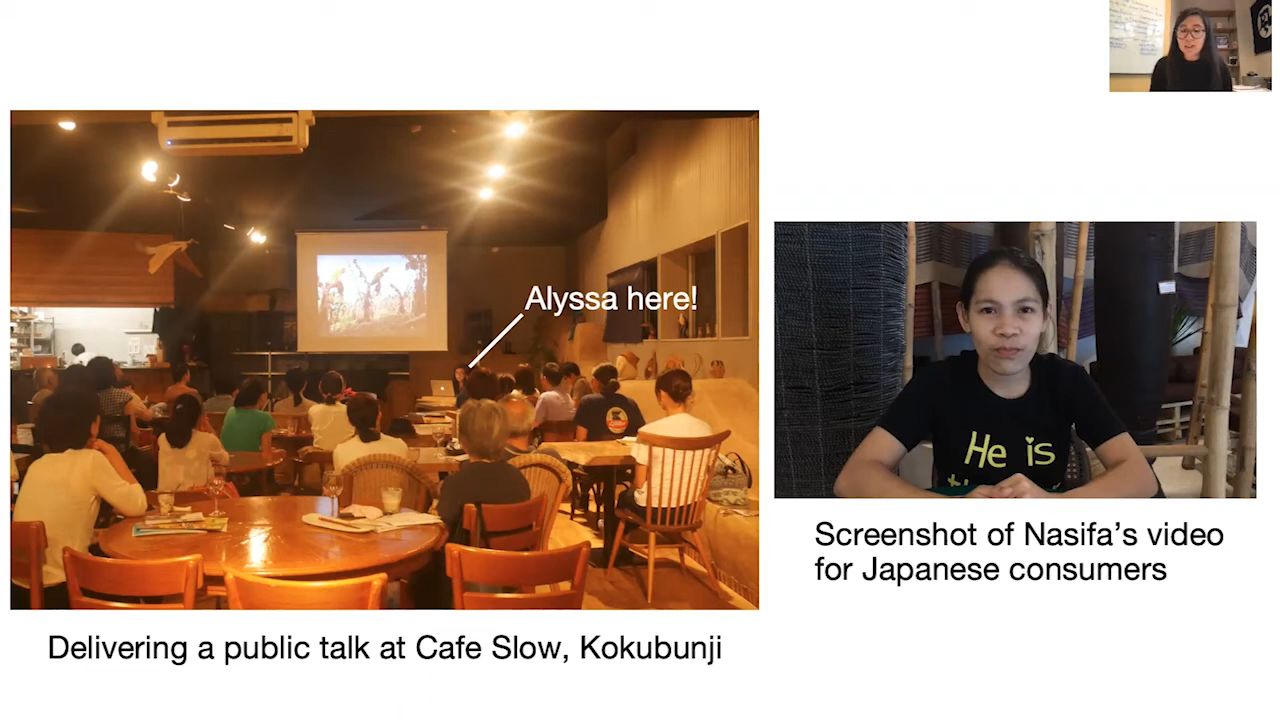 Alyssa here!
He is
Screenshot of Nasifa's video
for Japanese consumers
Delivering a public talk at Cafe Slow, Kokubunji